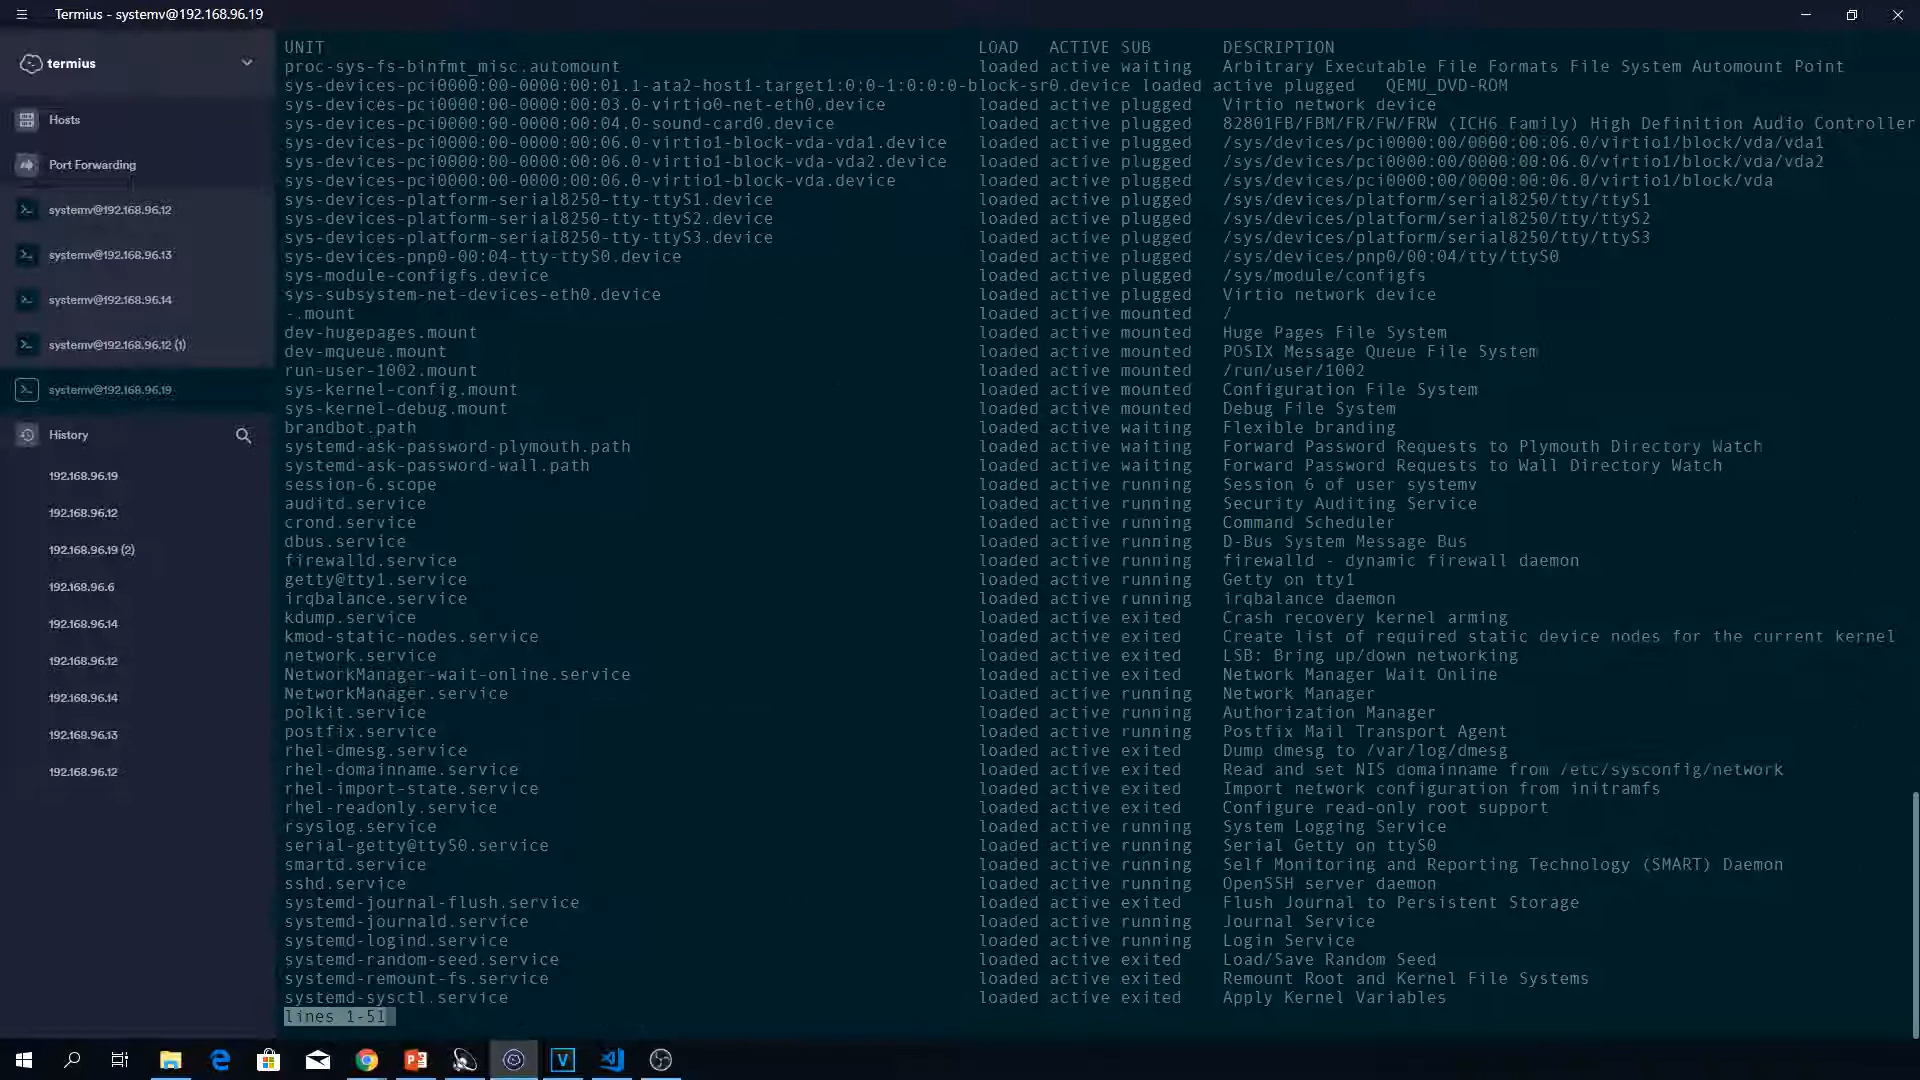 Termius - systemv@192.168.96.19
termius
Hosts
Port Forwarding
systemv@192.168.96.12
systemv@192.168.96.13
systemv@192.168.96.14
systemv@192.168.96.12 (1)
systemv@192.168.96.19
History
192.168.96.19
192.168.96.12
192.168.96.19 (2)
192.168.96.6
192.168.96.14
192.168.96.12
192.168.96.14
192.168.96.13
192.168.96.12
UNIT LOAD ACTIVE SUB DESCRIPTION
proc-sys-fs-binfmt_misc.automount loaded active waiting Arbitrary Executable File Formats File System Automount Point
sys-devices-pci0000:00-0000:00:01.1-ata2-host1-target1:0:0-1:0:0:0-block-sr0.device loaded active plugged QEMU_DVD-ROM
sys-devices-pci0000:00-0000:00:03.0-virtio0-net-eth0.device loaded active plugged Virtio network device
sys-devices-pci0000:00-0000:00:04.0-sound-card0.device loaded active plugged 82801FB/FBM/FR/FW/FRW (ICH6 Family) High Definition Audio Controller
sys-devices-pci0000:00-0000:00:06.0-virtio1-block-vda-vda1.device loaded active plugged /sys/devices/pci0000:00/0000:00:06.0/virtio1/block/vda/vda1
sys-devices-pci0000:00-0000:00:06.0-virtio1-block-vda-vda2.device loaded active plugged /sys/devices/pci0000:00/0000:00:06.0/virtio1/block/vda/vda2
sys-devices-pci0000:00-0000:00:06.0-virtio1-block-vda.device loaded active plugged /sys/devices/pci0000:00/0000:00:06.0/virtio1/block/vda
sys-devices-platform-serial8250-tty-ttyS1.device loaded active plugged /sys/devices/platform/serial8250/tty/ttyS1
sys-devices-platform-serial8250-tty-ttyS2.device loaded active plugged /sys/devices/platform/serial8250/tty/ttyS2
sys-devices-platform-serial8250-tty-ttyS3.device loaded active plugged /sys/devices/platform/serial8250/tty/ttyS3
sys-devices-pnp0-00:04-tty-ttyS0.device loaded active plugged /sys/devices/pnp0/00:04/tty/ttyS0
sys-module-configfs.device loaded active plugged /sys/module/configfs
sys-subsystem-net-devices-eth0.device loaded active plugged Virtio network device
-.mount loaded active mounted /
dev-hugepages.mount loaded active mounted Huge Pages File System
dev-mqueue.mount loaded active mounted POSIX Message Queue File System
run-user-1002.mount loaded active mounted /run/user/1002
sys-kernel-config.mount loaded active mounted Configuration File System
sys-kernel-debug.mount loaded active mounted Debug File System
brandbot.path loaded active waiting Flexible branding
systemd-ask-password-plymouth.path loaded active waiting Forward Password Requests to Plymouth Directory Watch
systemd-ask-password-wall.path loaded active waiting Forward Password Requests to Wall Directory Watch
session-6.scope loaded active running Session 6 of user systemv
auditd.service loaded active running Security Auditing Service
crond.service loaded active running Command Scheduler
dbus.service loaded active running D-Bus System Message Bus
firewalld.service loaded active running firewalld - dynamic firewall daemon
getty@tty1.service loaded active running Getty on tty1
irqbalance.service loaded active running irqbalance daemon
kdump.service loaded active exited Crash recovery kernel arming
kmod-static-nodes.service loaded active exited Create list of required static device nodes for the current kernel
network.service loaded active exited LSB: Bring up/down networking
NetworkManager-wait-online.service loaded active exited Network Manager Wait Online
NetworkManager.service loaded active running Network Manager
polkit.service loaded active running Authorization Manager
postfix.service loaded active running Postfix Mail Transport Agent
rhel-dmesg.service loaded active exited Dump dmesg to /var/log/dmesg
rhel-domainname.service loaded active exited Read and set NIS domainname from /etc/sysconfig/network
rhel-import-state.service loaded active exited Import network configuration from initramfs
rhel-readonly.service loaded active exited Configure read-only root support
rsyslog.service loaded active running System Logging Service
serial-getty@ttyS0.service loaded active running Serial Getty on ttyS0
smartd.service loaded active running Self Monitoring and Reporting Technology (SMART) Daemon
sshd.service loaded active running OpenSSH server daemon
systemd-journal-flush.service loaded active exited Flush Journal to Persistent Storage
systemd-journald.service loaded active running Journal Service
systemd-logind.service loaded active running Login Service
systemd-random-seed.service loaded active exited Load/Save Random Seed
systemd-remount-fs.service loaded active exited Remount Root and Kernel File Systems
systemd-sysctl.service loaded active exited Apply Kernel Variables
lines 1-51